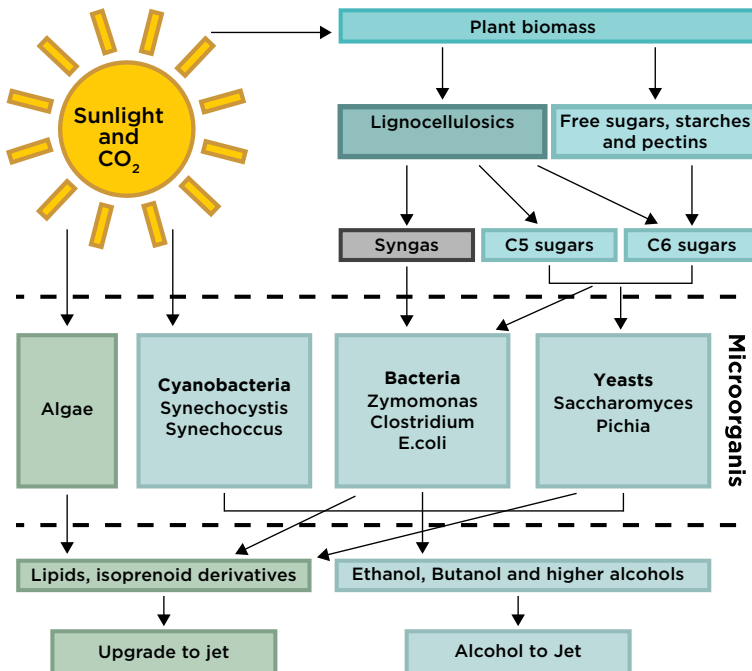 Plant biomass
Sunlight
and
CO₂
Lignocellulosics
Free sugars, starches
and pectins
Syngas
C5 sugars
C6 sugars
Algae
Cyanobacteria
Synechocystis
Synechoccus
Bacteria
Zymomonas
Clostridium
E.coli
Yeasts
Saccharomyces
Pichia
Microorganis
Lipids, isoprenoid derivatives
Ethanol, Butanol and higher alcohols
Upgrade to jet
Alcohol to Jet